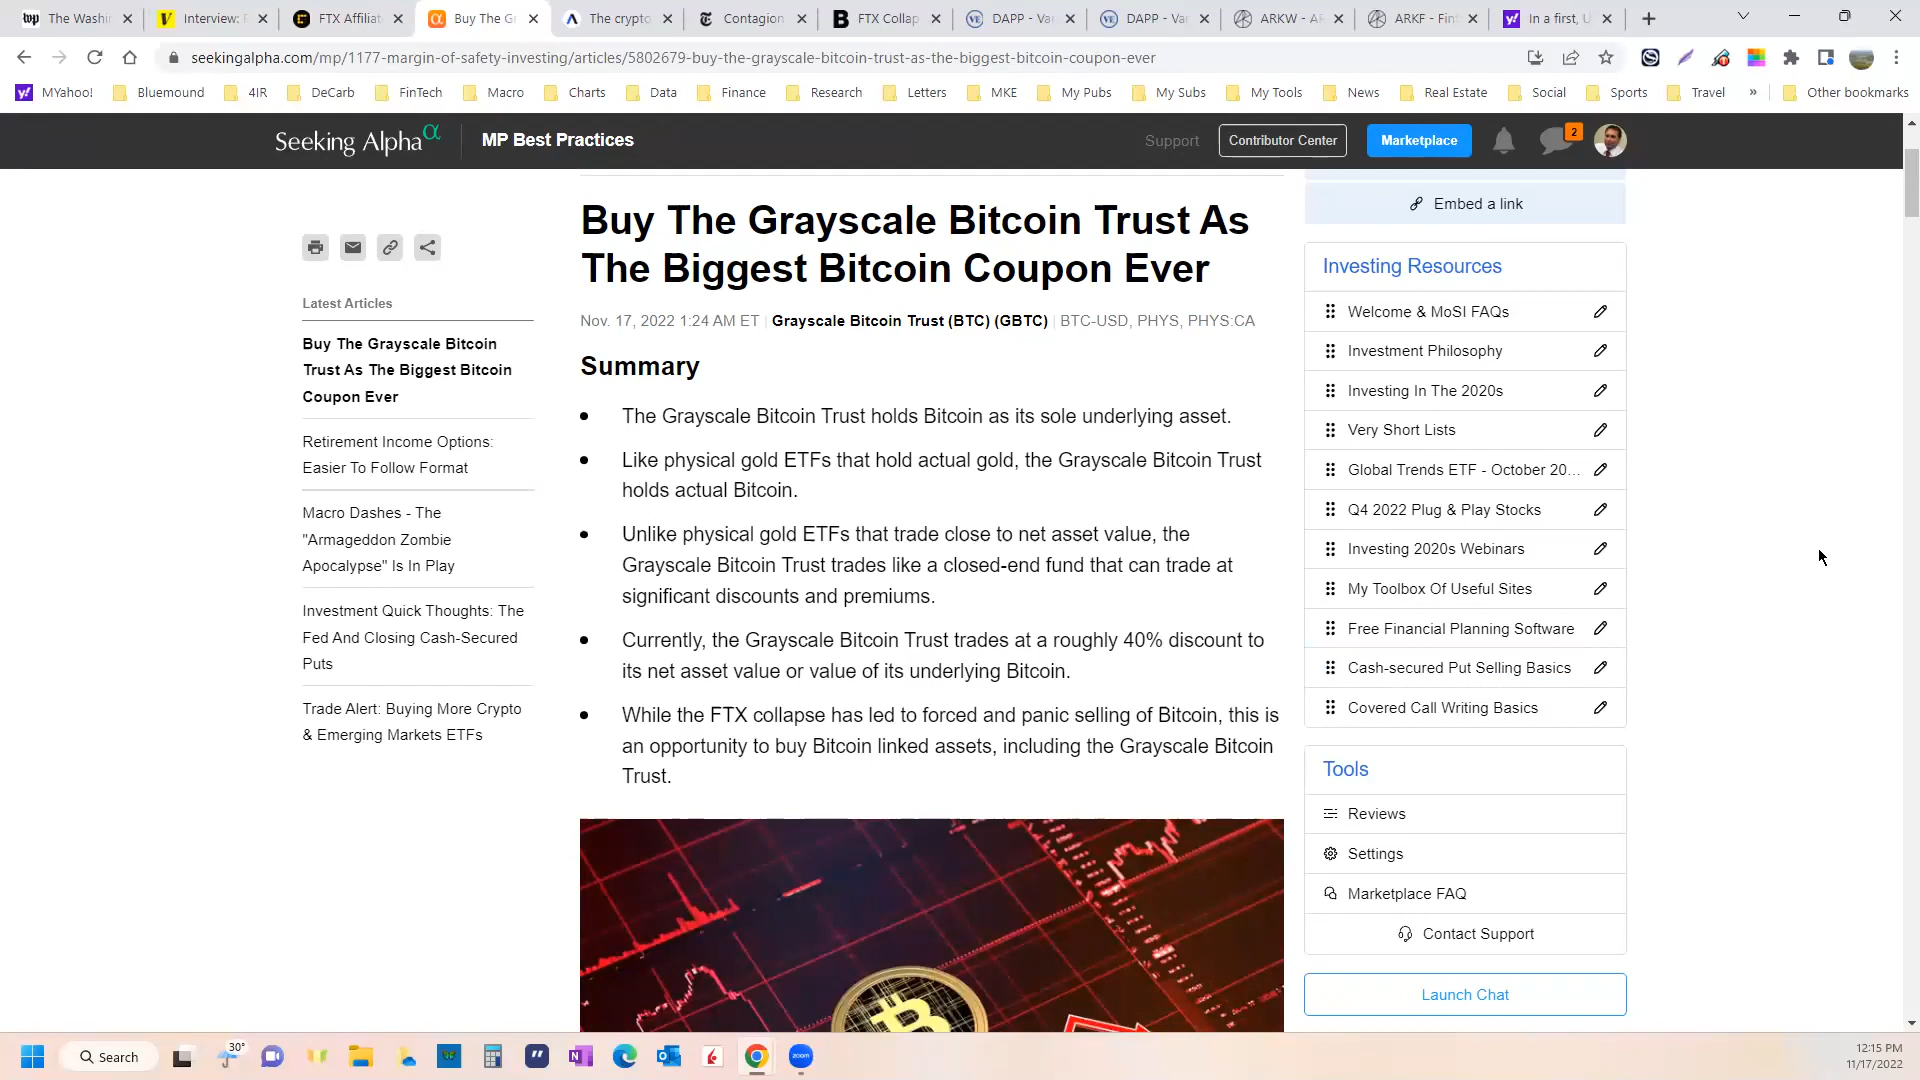 The Washi
Interview: F
FTX Affiliat
Buy The Gr
The crypto
Contagion
FTX Collap
DAPP - Va
DAPP - Va
ARKW - AR
ARKF - Fint
In a first, U
seekingalpha.com/mp/1177-margin-of-safety-investing/articles/5802679-buy-the-grayscale-bitcoin-trust-as-the-biggest-bitcoin-coupon-ever
MYahoo! Bluemound 4IR DeCarb FinTech Macro Charts Data Finance Research Letters MKE My Pubs My Subs My Tools News Real Estate Social Sports Travel » Other bookmarks
Seeking Alpha α MP Best Practices Support Contributor Center Marketplace 2
Embed a link
Buy The Grayscale Bitcoin Trust As
The Biggest Bitcoin Coupon Ever
Nov. 17, 2022 1:24 AM ET | Grayscale Bitcoin Trust (BTC) (GBTC) | BTC-USD, PHYS, PHYS:CA
Latest Articles
Buy The Grayscale Bitcoin
Trust As The Biggest Bitcoin
Coupon Ever
Retirement Income Options:
Easier To Follow Format
Macro Dashes - The
"Armageddon Zombie
Apocalypse" Is In Play
Investment Quick Thoughts: The
Fed And Closing Cash-Secured
Puts
Trade Alert: Buying More Crypto
& Emerging Markets ETFs
Summary
• The Grayscale Bitcoin Trust holds Bitcoin as its sole underlying asset.
• Like physical gold ETFs that hold actual gold, the Grayscale Bitcoin Trust
holds actual Bitcoin.
• Unlike physical gold ETFs that trade close to net asset value, the
Grayscale Bitcoin Trust trades like a closed-end fund that can trade at
significant discounts and premiums.
• Currently, the Grayscale Bitcoin Trust trades at a roughly 40% discount to
its net asset value or value of its underlying Bitcoin.
• While the FTX collapse has led to forced and panic selling of Bitcoin, this is
an opportunity to buy Bitcoin linked assets, including the Grayscale Bitcoin
Trust.
Investing Resources
Welcome & MoSI FAQs
Investment Philosophy
Investing In The 2020s
Very Short Lists
Global Trends ETF - October 20...
Q4 2022 Plug & Play Stocks
Investing 2020s Webinars
My Toolbox Of Useful Sites
Free Financial Planning Software
Cash-secured Put Selling Basics
Covered Call Writing Basics
Tools
Reviews
Settings
Marketplace FAQ
Contact Support
Launch Chat
Search
30°
zoom
12:15 PM
11/17/2022